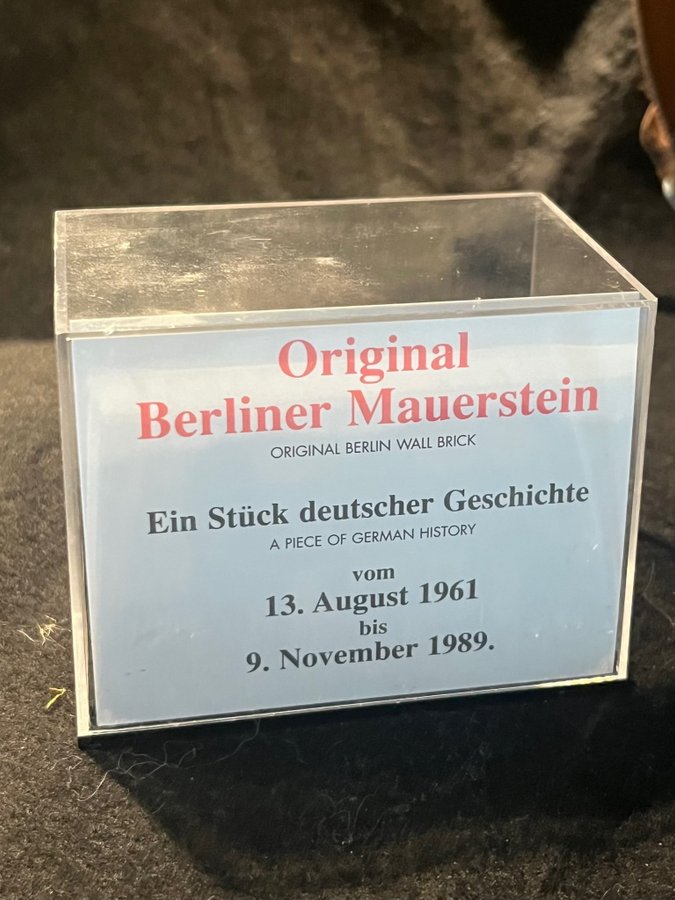 Original
Berliner Mauerstein
ORIGINAL BERLIN WALL BRICK
Ein Stück deutscher Geschichte
A PIECE OF GERMAN HISTORY
vom
13. August 1961
bis
9. November 1989.